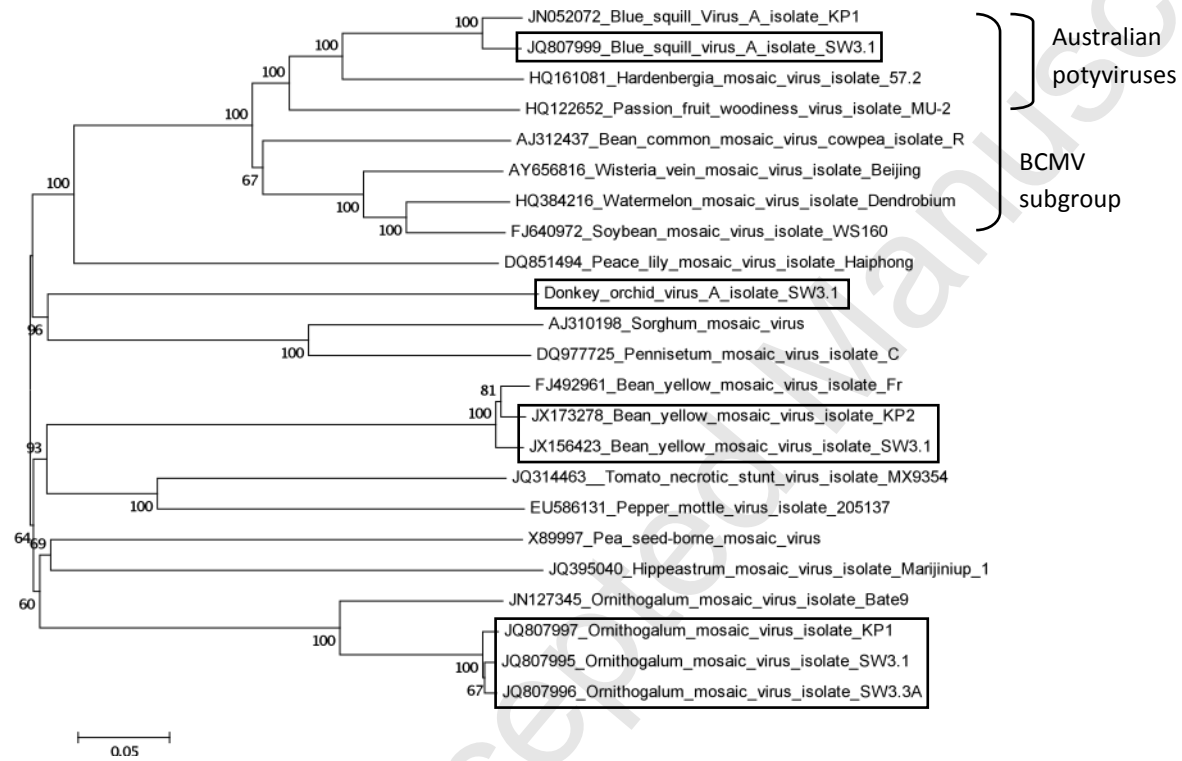 100
JN052072_Blue_squill_Virus_A_isolate_KP1
JQ807999_Blue_squill_virus_A_isolate_SW3.1
Australian
potyviruses
100
HQ161081_Hardenbergia_mosaic_virus_isolate_57.2
100
HQ122652_Passion_fruit_woodiness_virus_isolate_MU-2
100
AJ312437_Bean_common_mosaic_virus_cowpea_isolate_R
BCMV
subgroup
67
AY656816_Wisteria_vein_mosaic_virus_isolate_Beijing
100
HQ384216_Watermelon_mosaic_virus_isolate_Dendrobium
100
100
FJ640972_Soybean_mosaic_virus_isolate_WS160
DQ851494_Peace_lily_mosaic_virus_isolate_Haiphong
Donkey_orchid_virus_A_isolate_SW3.1
96
AJ310198_Sorghum_mosaic_virus
100
DQ977725_Pennisetum_mosaic_virus_isolate_C
81
FJ492961_Bean_yellow_mosaic_virus_isolate_Fr
100
JX173278_Bean_yellow_mosaic_virus_isolate_KP2
93
JX156423_Bean_yellow_mosaic_virus_isolate_SW3.1
JQ314463__Tomato_necrotic_stunt_virus_isolate_MX9354
100
EU586131_Pepper_mottle_virus_isolate_205137
64
69
X89997_Pea_seed-borne_mosaic_virus
JQ395040_Hippeastrum_mosaic_virus_isolate_Marijiniup_1
60
JN127345_Ornithogalum_mosaic_virus_isolate_Bate9
100
JQ807997_Ornithogalum_mosaic_virus_isolate_KP1
100
JQ807995_Ornithogalum_mosaic_virus_isolate_SW3.1
67
JQ807996_Ornithogalum_mosaic_virus_isolate_SW3.3A
0.05
cepted Manusc